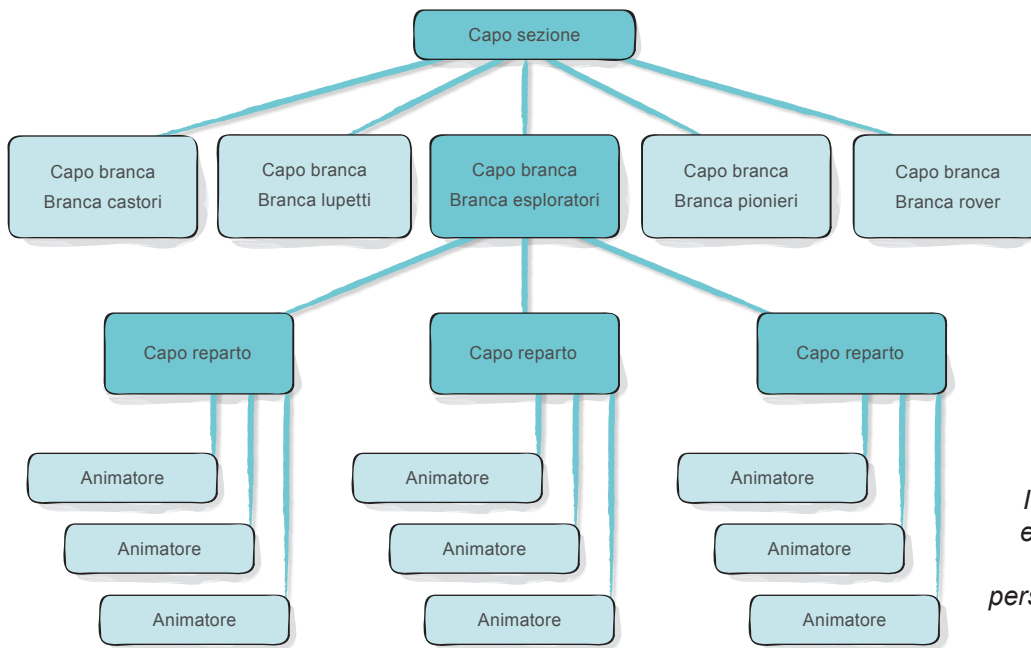 Capo sezione
Capo branca
Branca castori
Capo branca
Branca lupetti
Capo branca
Branca esploratori
Capo branca
Branca pionieri
Capo branca
Branca rover
Capo reparto
Capo reparto
Capo reparto
Animatore
Animatore
Animatore
Animatore
Animatore
Animatore
Animatore
Animatore
Animatore